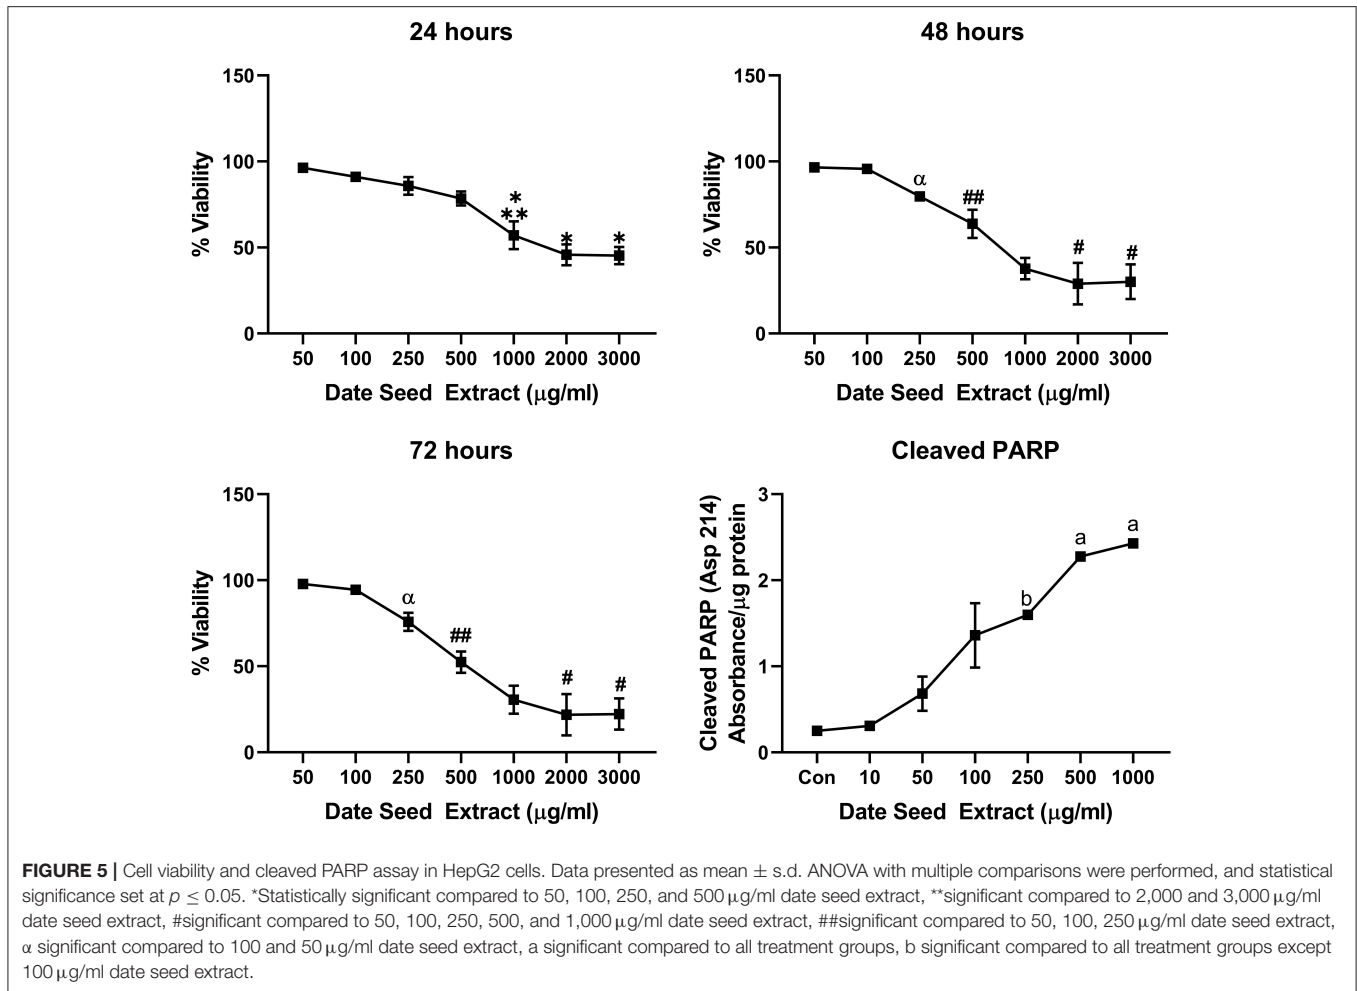 24 hours
150
100
50
0
% Viability
*
**
*
*
50 100 250 500 1000 2000 3000
Date Seed Extract (μg/ml)
48 hours
150
100
50
0
% Viability
α
##
#
#
50 100 250 500 1000 2000 3000
Date Seed Extract (μg/ml)
72 hours
150
100
50
0
% Viability
α
##
#
#
50 100 250 500 1000 2000 3000
Date Seed Extract (μg/ml)
Cleaved PARP
3
2
1
0
Cleaved PARP (Asp 214)
Absorbance/μg protein
b
a
a
Con 10 50 100 250 500 1000
Date Seed Extract (μg/ml)
FIGURE 5 | Cell viability and cleaved PARP assay in HepG2 cells. Data presented as mean ± s.d. ANOVA with multiple comparisons were performed, and statistical
significance set at p ≤ 0.05. *Statistically significant compared to 50, 100, 250, and 500 μg/ml date seed extract, **significant compared to 2,000 and 3,000 μg/ml
date seed extract, #significant compared to 50, 100, 250, 500, and 1,000 μg/ml date seed extract, ##significant compared to 50, 100, 250 μg/ml date seed extract,
α significant compared to 100 and 50 μg/ml date seed extract, a significant compared to all treatment groups, b significant compared to all treatment groups except
100 μg/ml date seed extract.